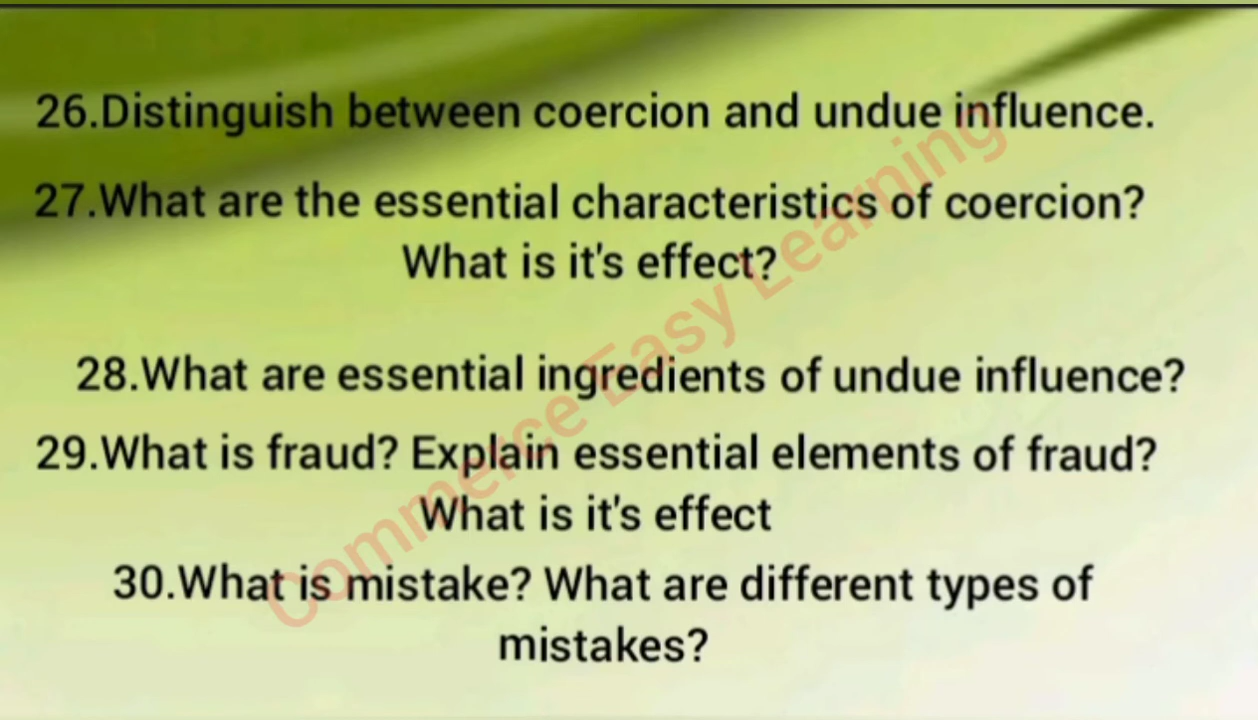 26.Distinguish between coercion and undue influence.
27.What are the essential characteristics of coercion?
What is it's effect?
28.What are essential ingredients of undue influence?
29.What is fraud? Explain essential elements of fraud?
What is it's effect
30.What is mistake? What are different types of
mistakes?
Commerce Easy Learning